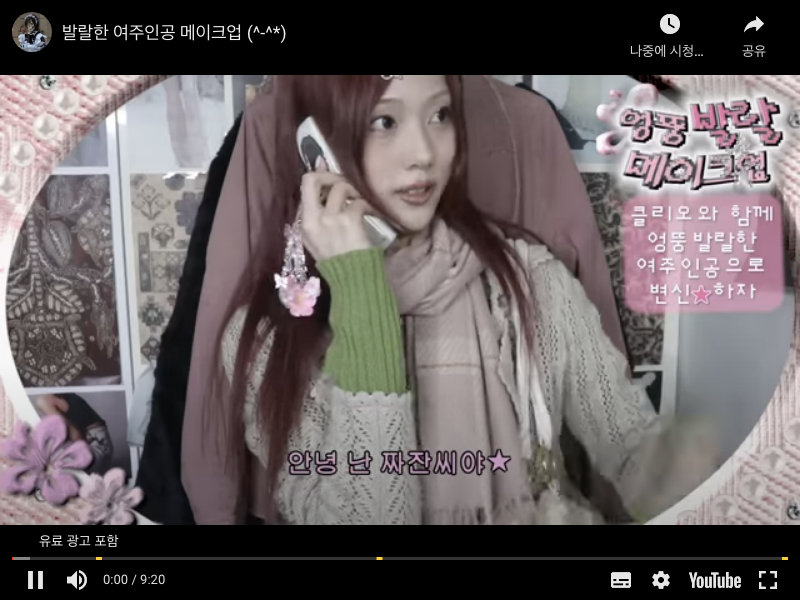 발랄한 여주인공 메이크업 (^-^*)
나중에 시청...
공유
엉뚱 발랄
메이크업
클리오와 함께
엉뚱발랄한
여주인공으로
변신★하자
안녕 난 짜잔씨야★
유료 광고 포함
0:00 / 9:20
YouTube